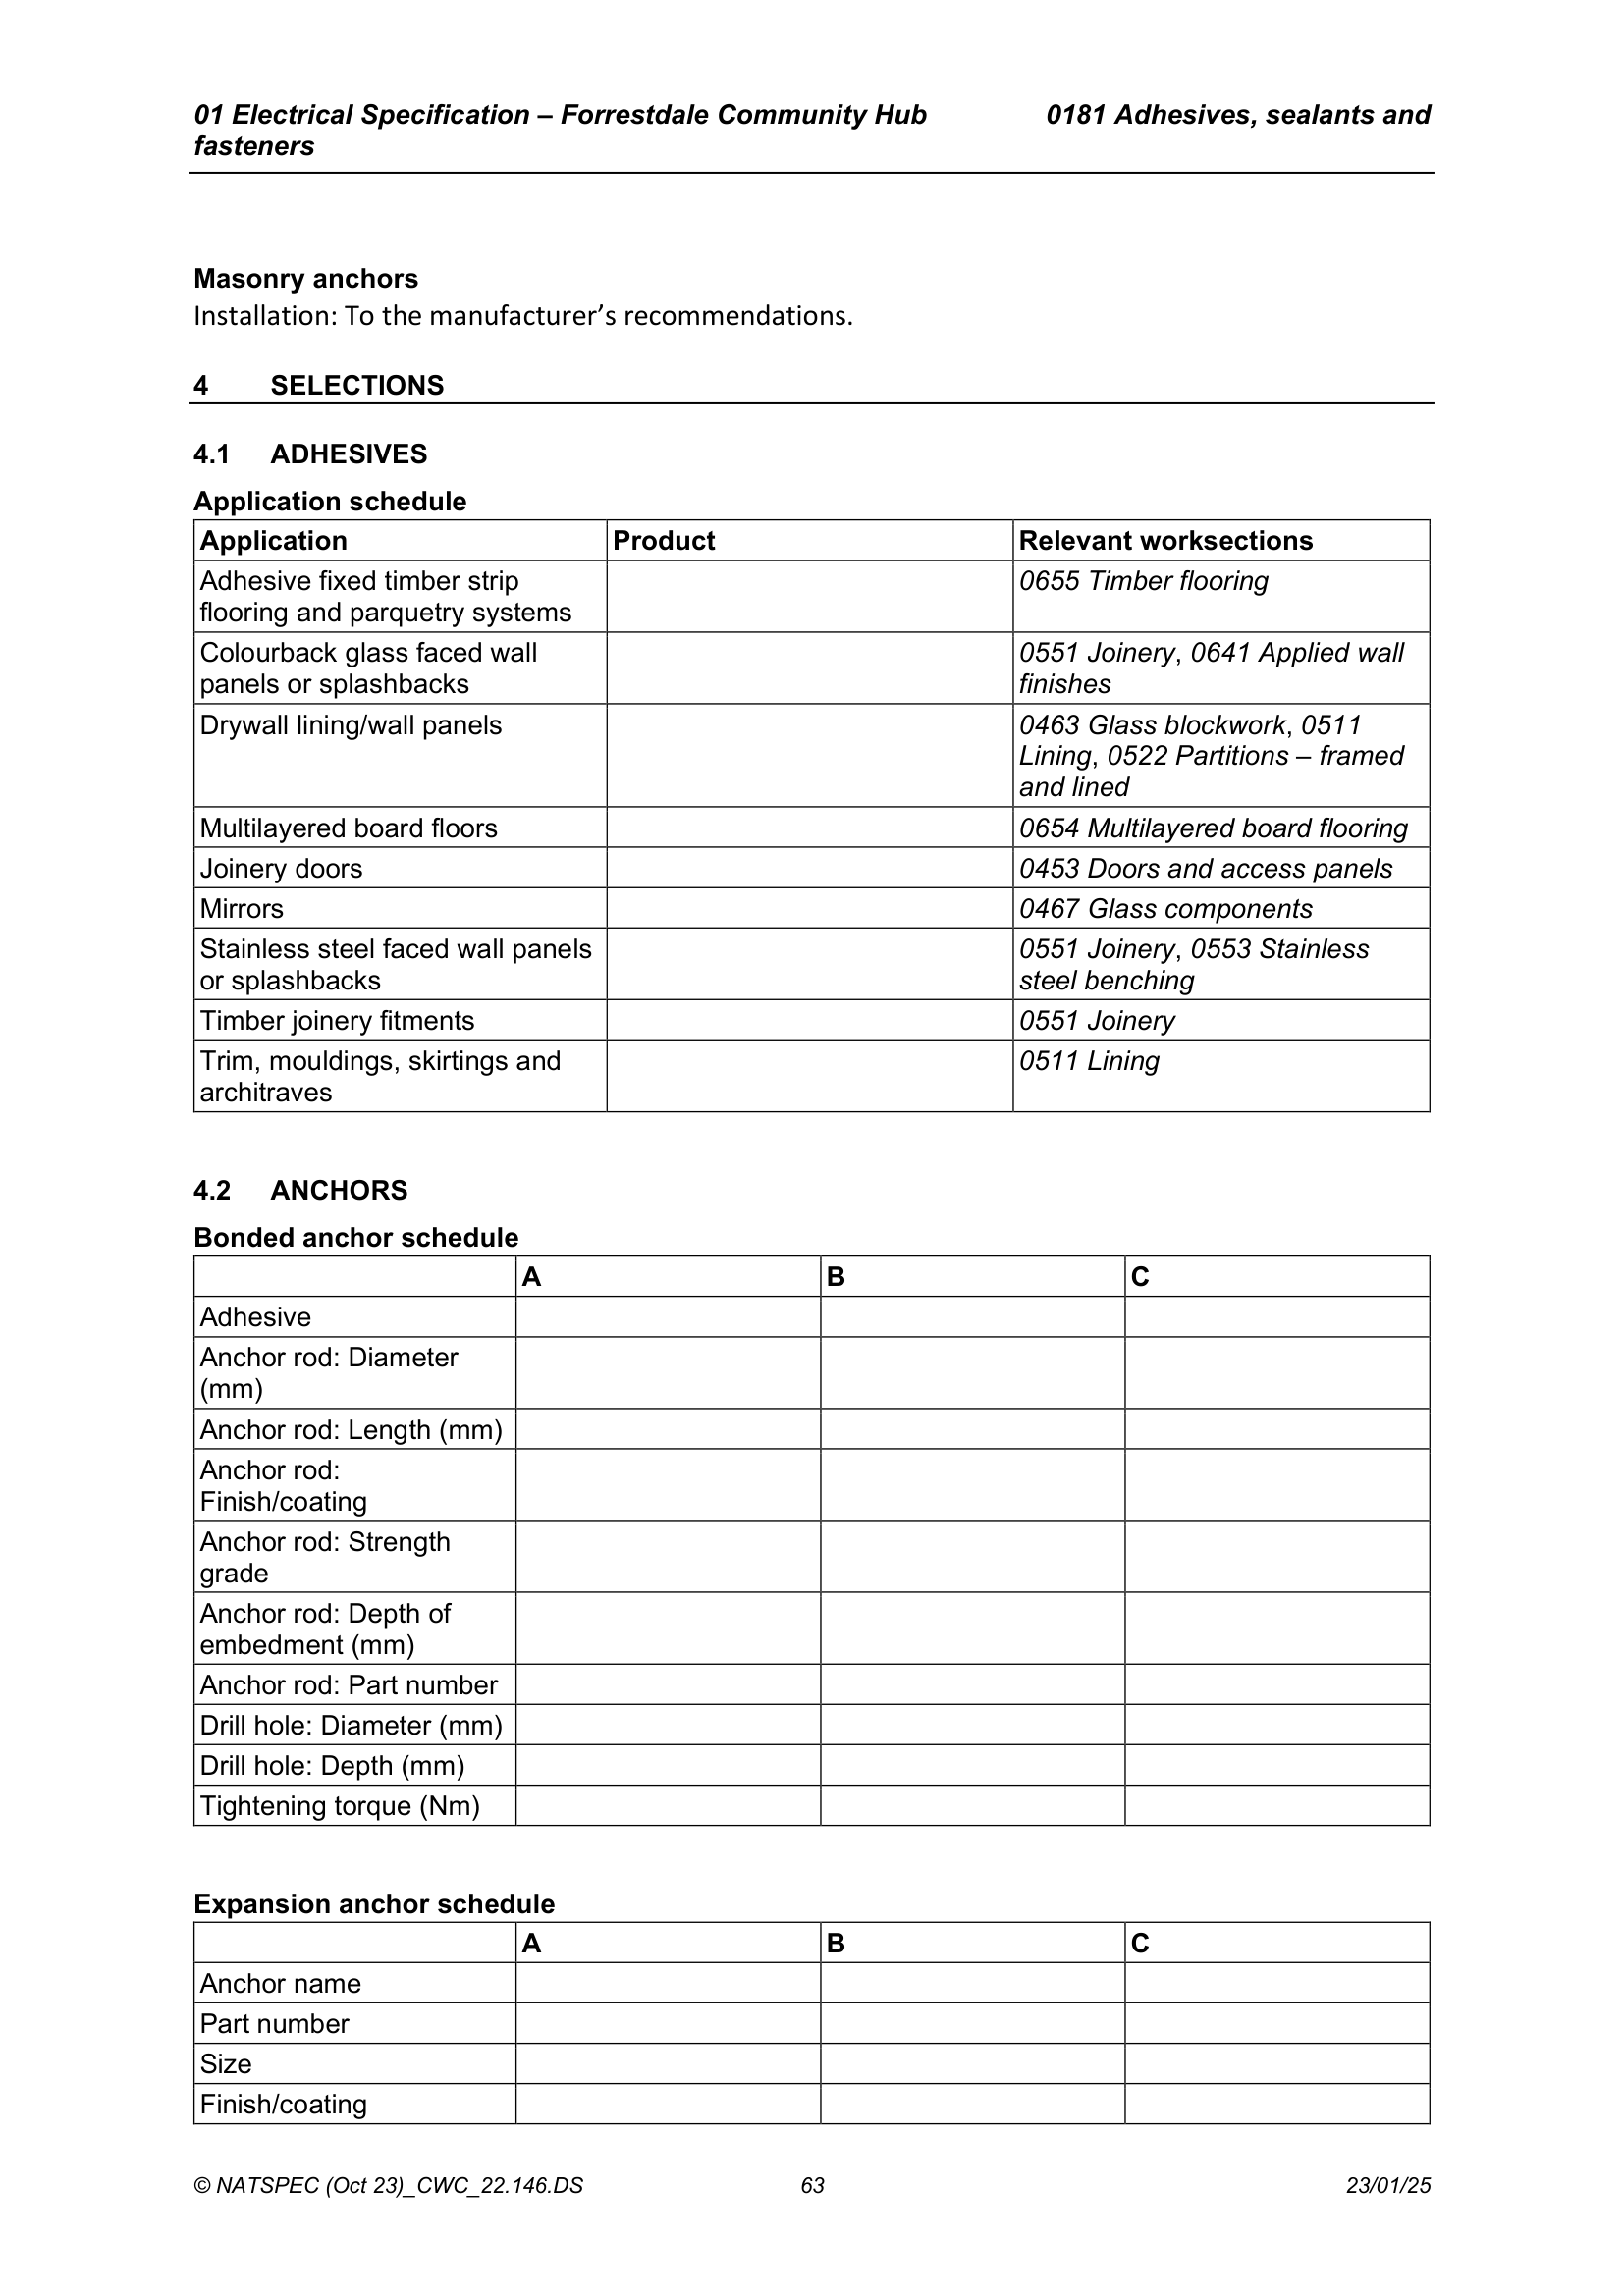 01 Electrical Specification – Forrestdale Community Hub 0181 Adhesives, sealants and
fasteners
Masonry anchors
Installation: To the manufacturer’s recommendations.
4 SELECTIONS
4.1 ADHESIVES
Application schedule
Application Product Relevant worksections
Adhesive fixed timber strip
flooring and parquetry systems
0655 Timber flooring
Colourback glass faced wall
panels or splashbacks
0551 Joinery, 0641 Applied wall
finishes
Drywall lining/wall panels
0463 Glass blockwork, 0511
Lining, 0522 Partitions – framed
and lined
Multilayered board floors 0654 Multilayered board flooring
Joinery doors 0453 Doors and access panels
Mirrors 0467 Glass components
Stainless steel faced wall panels
or splashbacks
0551 Joinery, 0553 Stainless
steel benching
Timber joinery fitments 0551 Joinery
Trim, mouldings, skirtings and
architraves
0511 Lining
4.2 ANCHORS
Bonded anchor schedule
A B C
Adhesive
Anchor rod: Diameter
(mm)
Anchor rod: Length (mm)
Anchor rod:
Finish/coating
Anchor rod: Strength
grade
Anchor rod: Depth of
embedment (mm)
Anchor rod: Part number
Drill hole: Diameter (mm)
Drill hole: Depth (mm)
Tightening torque (Nm)
Expansion anchor schedule
A B C
Anchor name
Part number
Size
Finish/coating
© NATSPEC (Oct 23)_CWC_22.146.DS 63 23/01/25